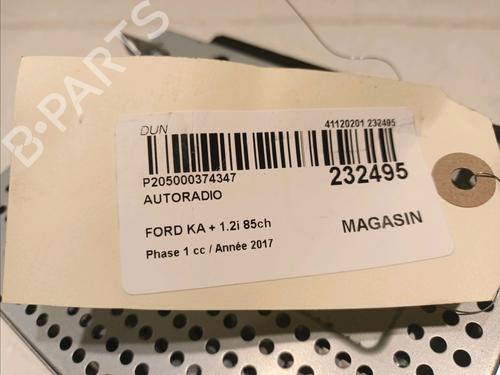 B-PARTS
DUN
41120201 232495
P205000374347
232495
AUTORADIO
FORD KA + 1.2i 85ch
MAGASIN
Phase 1 cc / Année 2017